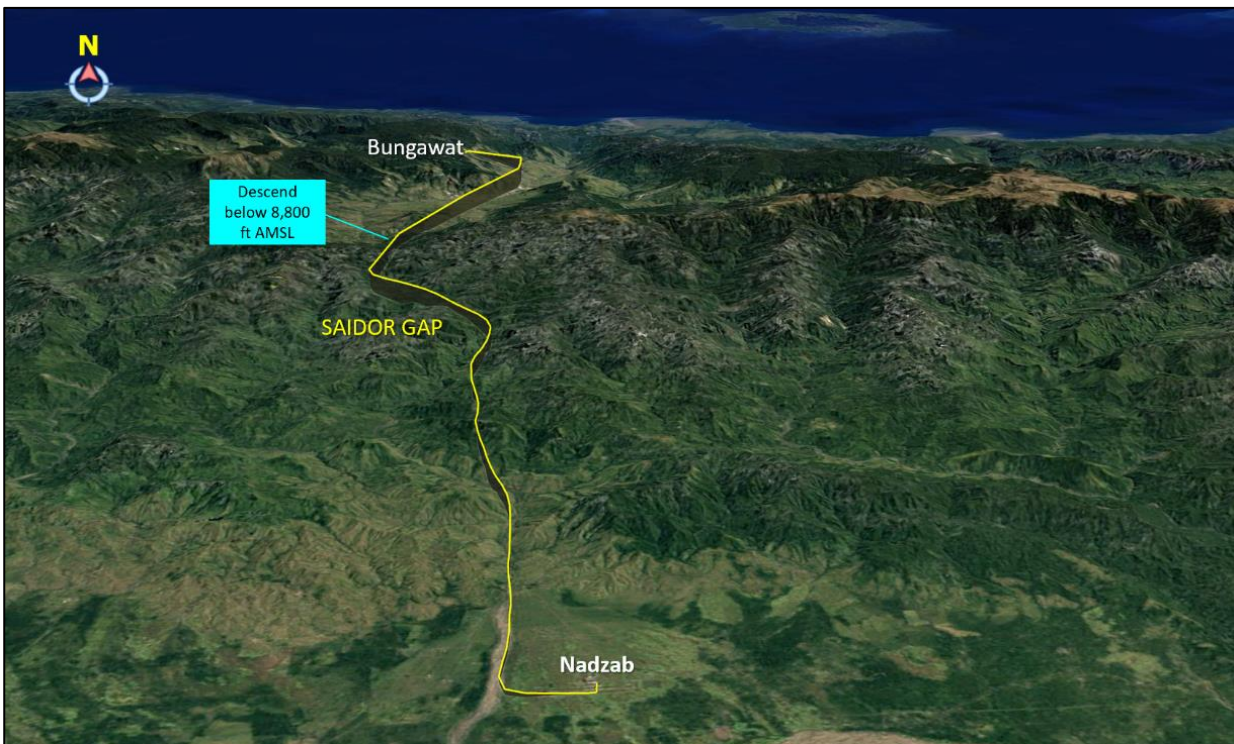 N
Bungawat
Descend
below 8,800
ft AMSL
SAIDOR GAP
Nadzab